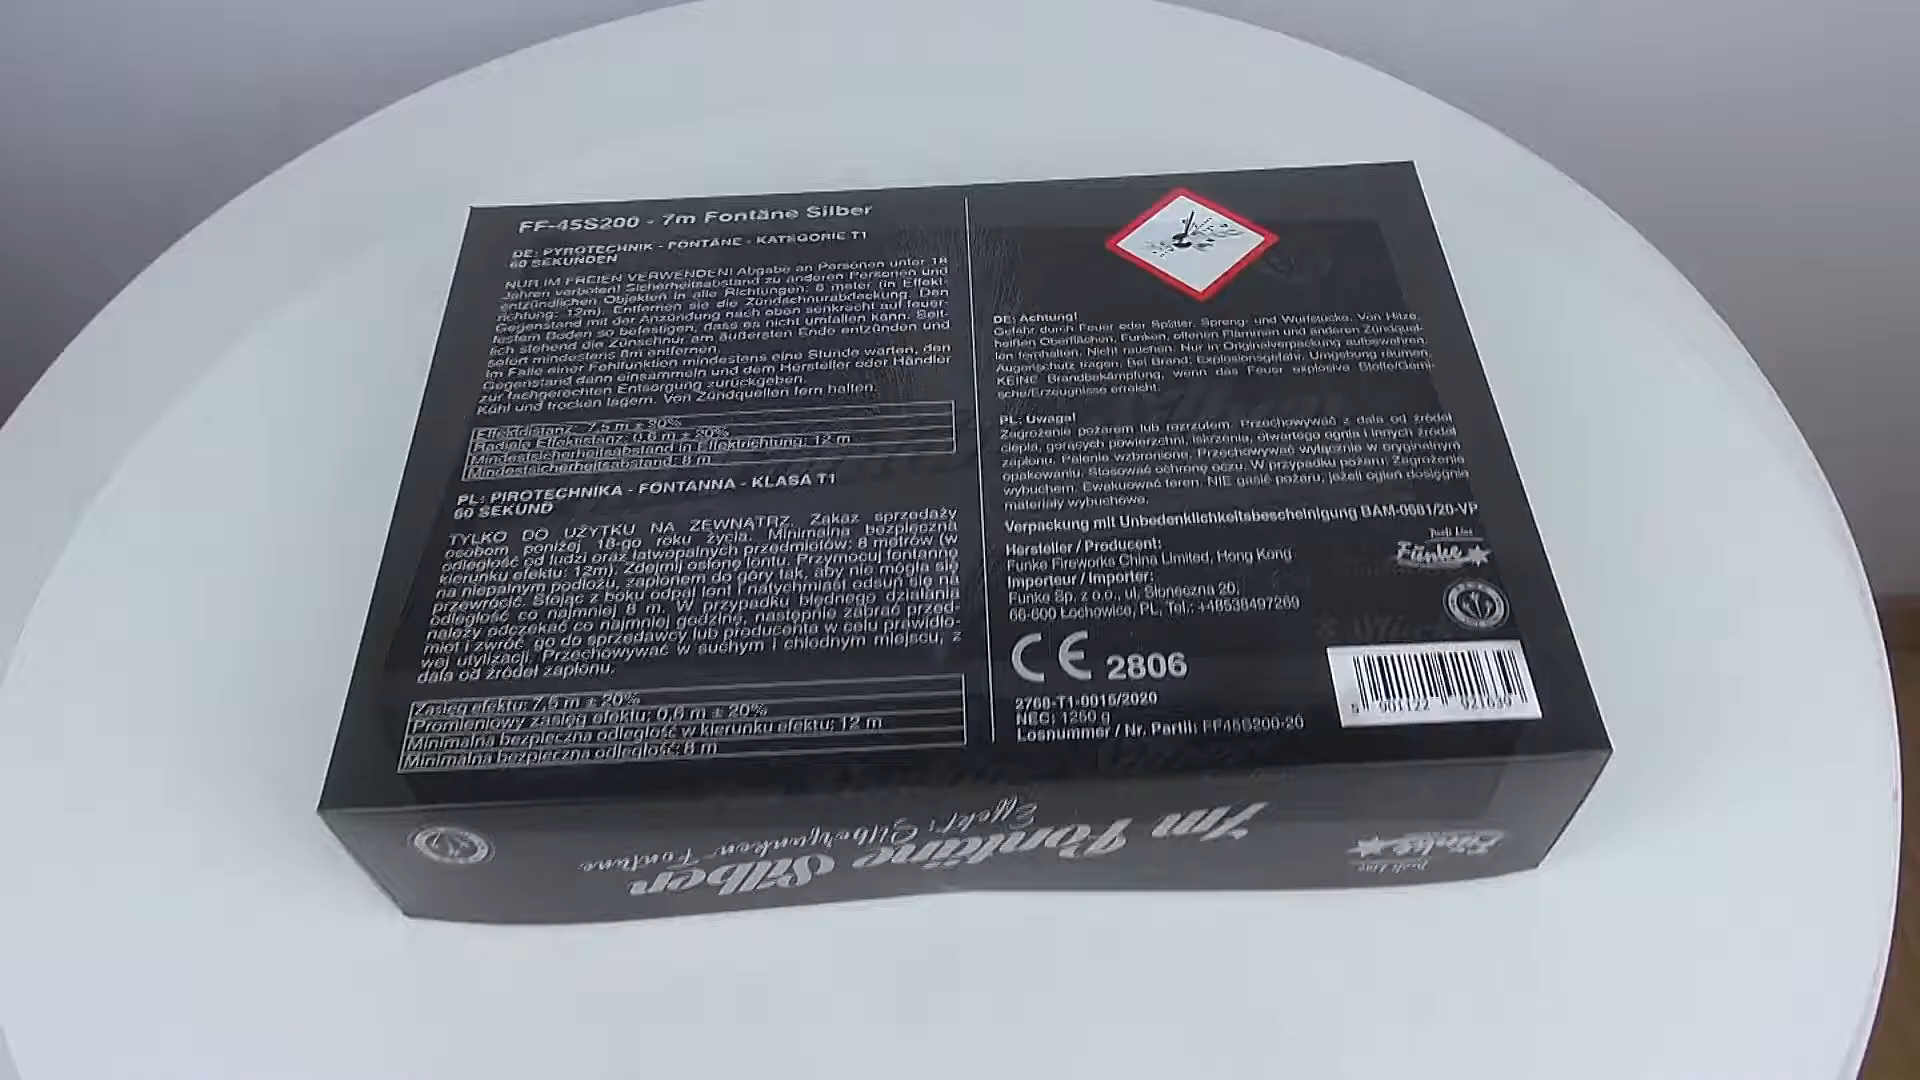 FF-45S200 - 7m Fontäne Silber
DE: PYROTECHNIK - FONTÄNE - KATEGORIE T1
60 SEKUNDEN
NUR IM FREIEN VERWENDEN! Abgabe an Personen unter 18
Jahren verboten! Sicherheitsabstand zu anderen Personen und
entzündlichen Objekten in alle Richtungen: 8 meter (in Effekt-
richtung: 12m). Entfernen sie die Zündschnurabdeckung. Den
Gegenstand mit der Anzündung nach oben senkrecht auf feuer-
festem Boden so befestigen, dass es nicht umfallen kann. Seit-
lich stehend die Zünschnur am äußersten Ende entzünden und
sofort mindestens 8m entfernen.
Im Falle einer Fehlfunktion mindestens eine Stunde warten, den
Gegenstand dann einsammeln und dem Hersteller oder Händler
zur fachgerechten Entsorgung zurückgeben.
Kühl und trocken lagern. Von Zündquellen fern halten.
Effektdistanz: 7,5 m ± 20%
Radiale Effektdistanz: 0,6 m ± 20%
Mindestsicherheitsabstand in Effektrichtung: 12 m
Mindestsicherheitsabstand: 8 m
PL: PIROTECHNIKA - FONTANNA - KLASA T1
60 SEKUND
TYLKO DO UŻYTKU NA ZEWNĄTRZ. Zakaz sprzedaży
osobom poniżej 18-go roku życia. Minimalna bezpieczna
odległość od ludzi oraz łatwopalnych przedmiotów: 8 metrów (w
kierunku efektu: 12m). Zdejmij osłonę lontu. Przymocuj fontannę
na niepalnym podłożu, zapłonem do góry tak, aby nie mogła się
przewrócić. Stojąc z boku odpal lont i natychmiast odsuń się na
odległość co najmniej 8 m. W przypadku błędnego działania
należy odczekać co najmniej godzinę, następnie zabrać przed-
miot i zwróć go do sprzedawcy lub producenta w celu prawidło-
wej utylizacji. Przechowywać w suchym i chłodnym miejscu, z
dala od źródeł zapłonu.
Zasięg efektu: 7,5 m ± 20%
Promieniowy zasięg efektu: 0,6 m ± 20%
Minimalna bezpieczna odległość w kierunku efektu: 12 m
Minimalna bezpieczna odległość: 8 m
DE: Achtung!
Gefahr durch Feuer oder Splitter, Spreng- und Wurfstücke. Von Hitze,
heißen Oberflächen, Funken, offenen Flammen und anderen Zündquel-
len fernhalten. Nicht rauchen. Nur in Originalverpackung aufbewahren.
Augenschutz tragen. Bei Brand: Explosionsgefahr. Umgebung räumen.
KEINE Brandbekämpfung, wenn das Feuer explosive Stoffe/Gemi-
sche/Erzeugnisse erreicht.
PL: Uwaga!
Zagrożenie pożarem lub rozrzutem. Przechowywać z dala od źródeł
ciepła, gorących powierzchni, iskrzenia, otwartego ognia i innych źródeł
zapłonu. Palenie wzbronione. Przechowywać wyłącznie w oryginalnym
opakowaniu. Stosować ochronę oczu. W przypadku pożaru: Zagrożenie
wybuchem. Ewakuować teren. NIE gasić pożaru, jeżeli ogień dosięgnie
materiały wybuchowe.
Verpackung mit Unbedenklichkeitsbescheinigung BAM-0681/20-VP
Hersteller / Producent:
Funke Fireworks China Limited, Hong Kong
Importeur / Importer:
Funke Sp. z o.o., ul. Słoneczna 20,
66-600 Łochowice, PL, Tel.: +48538497269
Profi Line
Funke
CE 2806
2760-T1-0015/2020
NEC: 1250 g
Losnummer / Nr. Partii: FF45S200-20
5 901122 921639
7m Fontäne Silber
Effekt: Silberfunken-Fontäne
Profi Line
Funke